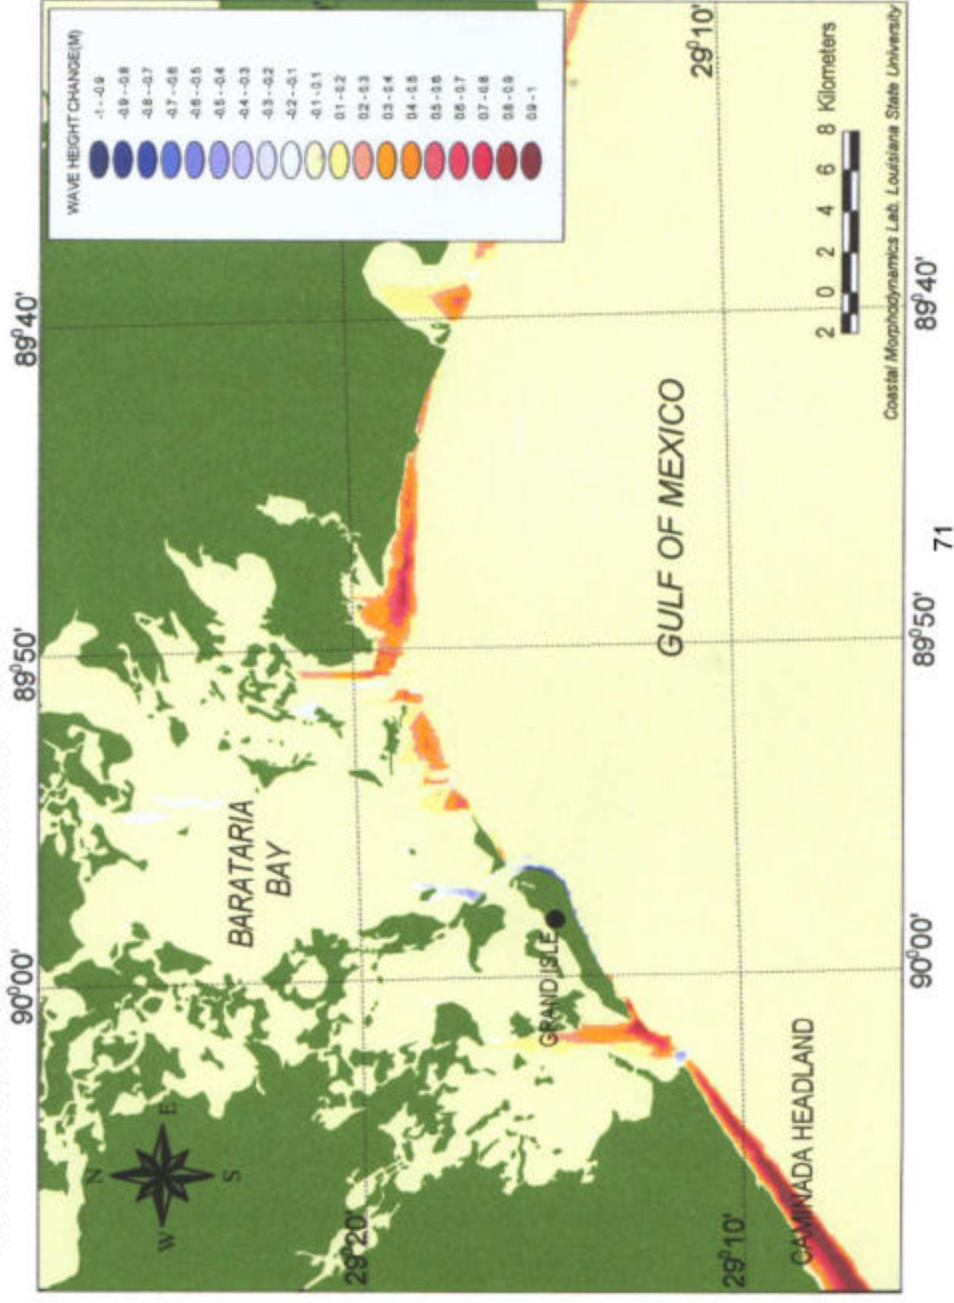 WAVE HEIGHT CHANGE(M)
-1 - -0.9
-0.9 - -0.8
-0.8 - -0.7
-0.7 - -0.6
-0.6 - -0.5
-0.5 - -0.4
-0.4 - -0.3
-0.3 - -0.2
-0.2 - -0.1
-0.1 - 0.1
0.1 - 0.2
0.2 - 0.3
0.3 - 0.4
0.4 - 0.5
0.5 - 0.6
0.6 - 0.7
0.7 - 0.8
0.8 - 0.9
0.9 - 1
90°00'
89°50'
89°40'
N
W
E
S
BARATARIA
BAY
29°20'
GRAND ISLE
GULF OF MEXICO
29°10'
29°10'
CAMINADA HEADLAND
2 0 2 4 6 8 Kilometers
Coastal Morphodynamics Lab, Louisiana State University
90°00'
89°50'
89°40'
71